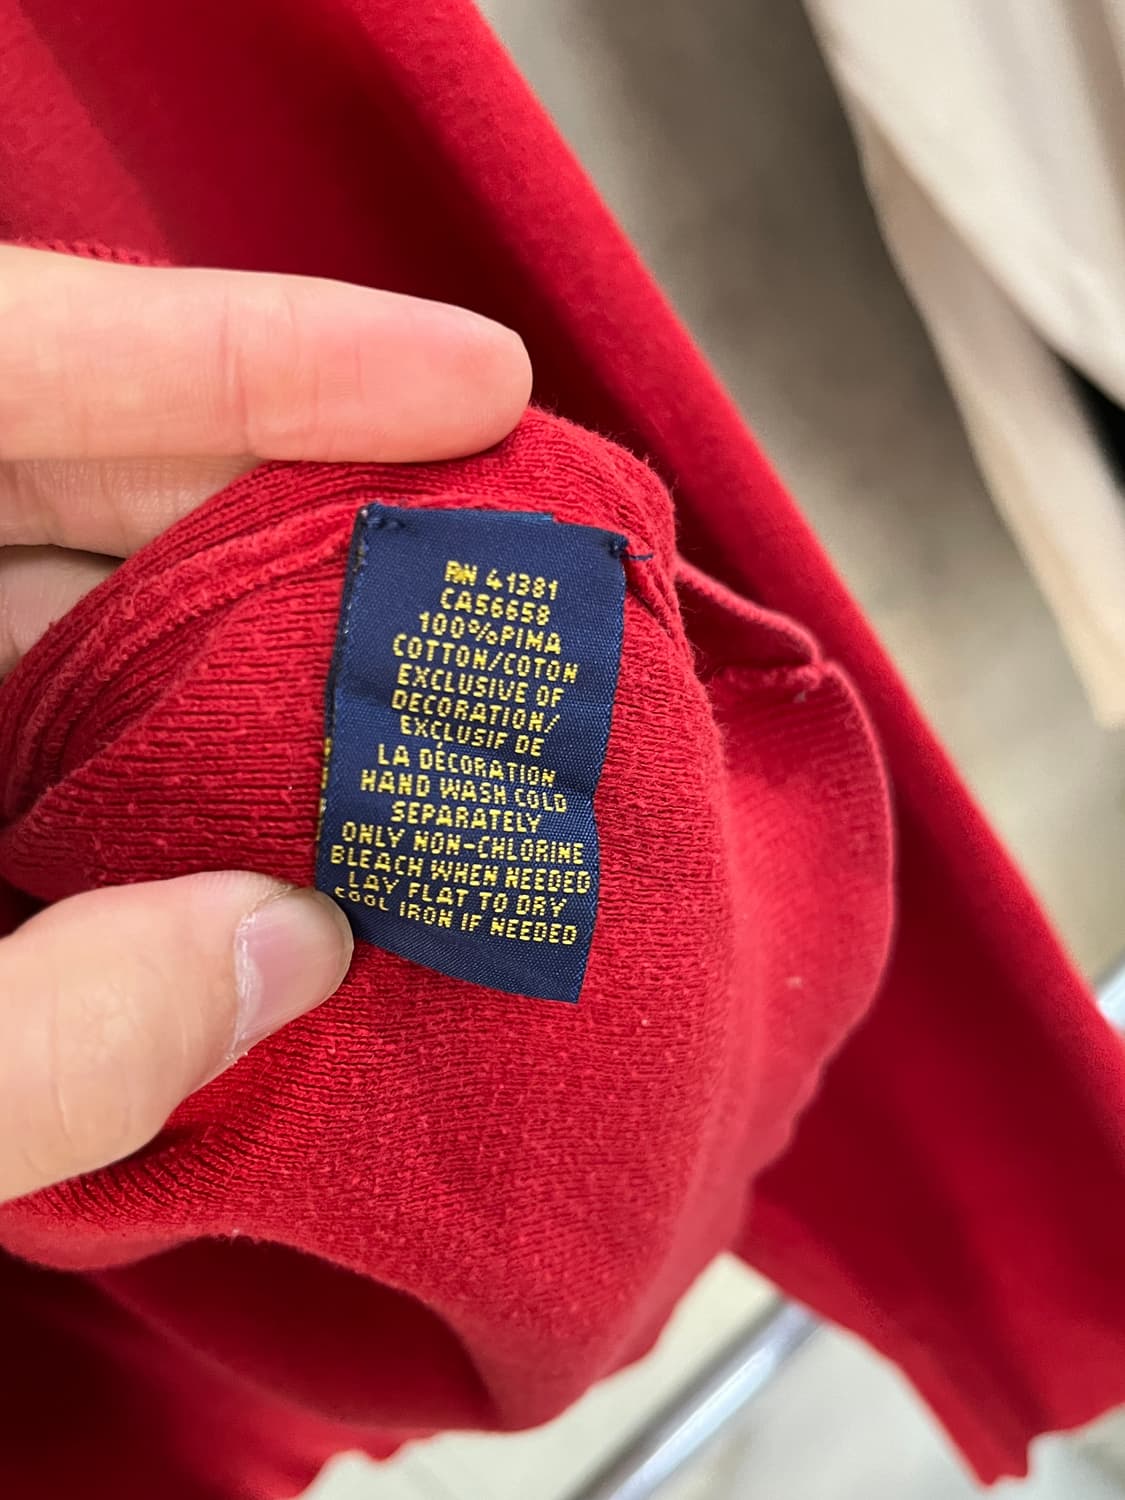 RN 41381
CA56658
100%PIMA
COTTON/COTON
EXCLUSIVE OF
DECORATION/
EXCLUSIF DE
LA DÉCORATION
HAND WASH COLD
SEPARATELY
ONLY NON-CHLORINE
BLEACH WHEN NEEDED
LAY FLAT TO DRY
COOL IRON IF NEEDED